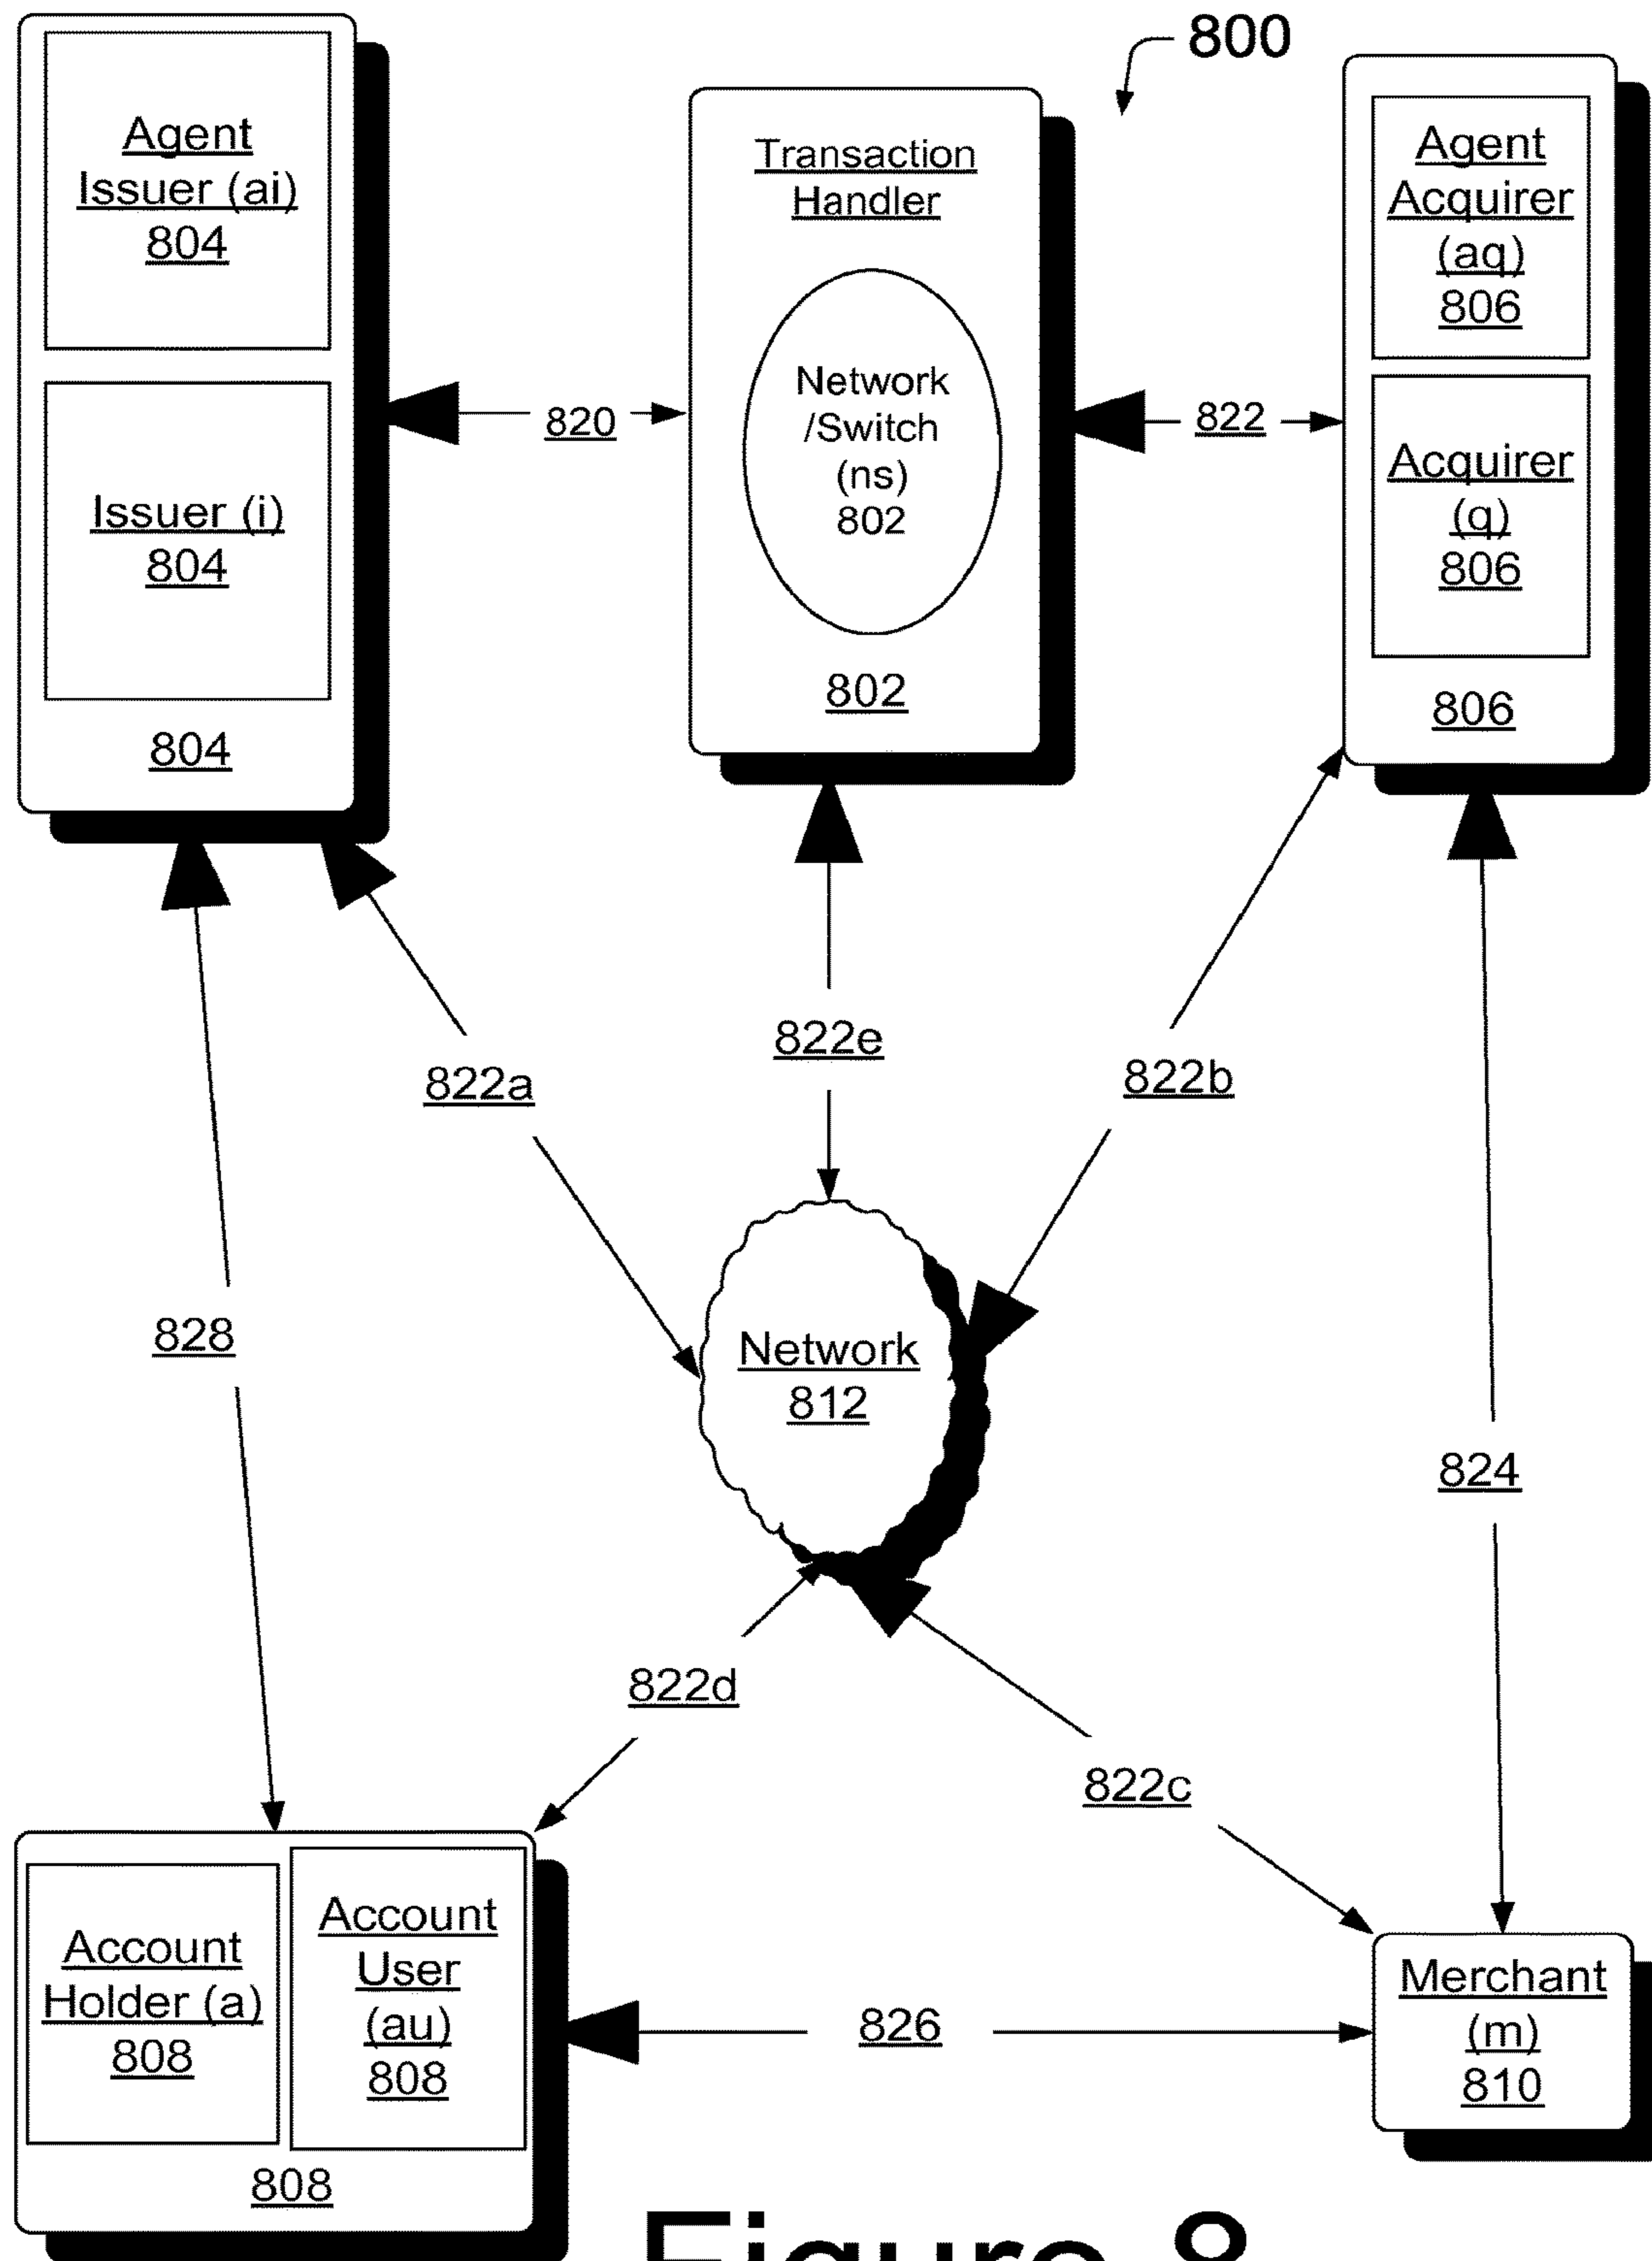 800
Agent
Issuer (ai)
804
Issuer (i)
804
804
Transaction
Handler
Network
/Switch
(ns)
802
802
Agent
Acquirer
(aq)
806
Acquirer
(q)
806
806
820
822
822e
822a
822b
828
Network
812
824
822d
822c
Account
Holder (a)
808
Account
User
(au)
808
808
826
Merchant
(m)
810
Figure 8